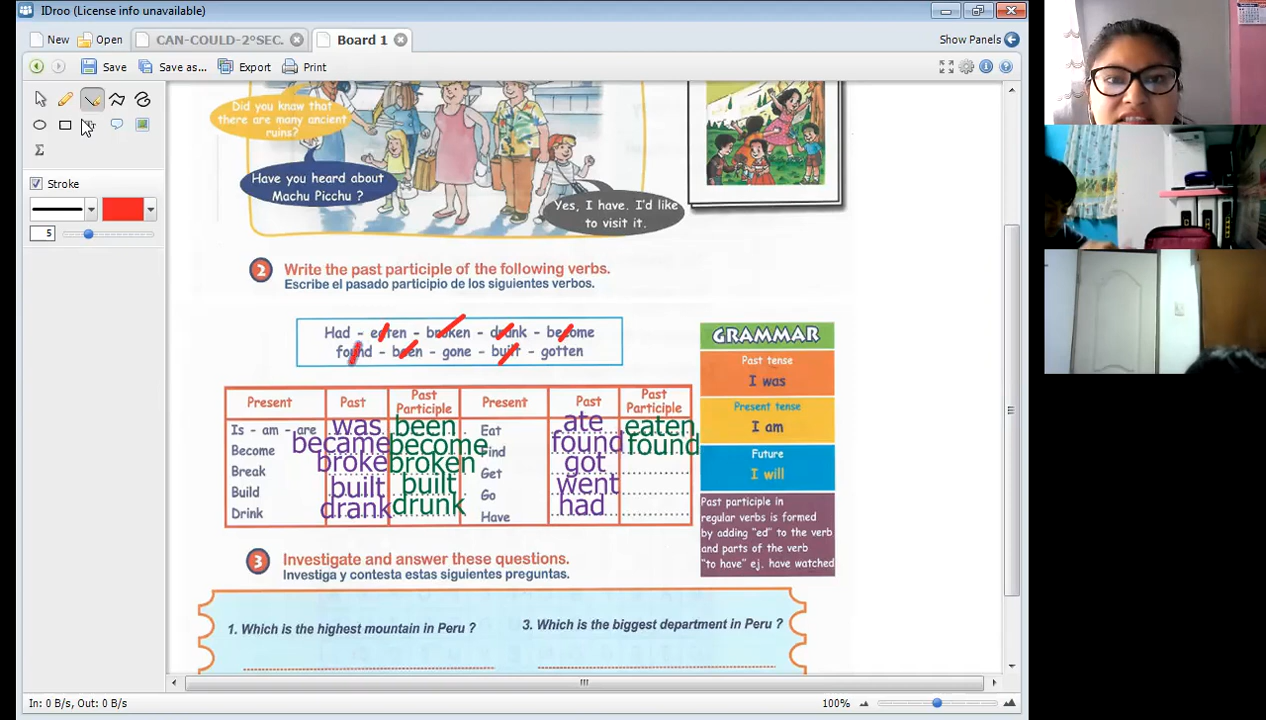 IDroo (License info unavailable)
New Open CAN-COULD-2°SEC. Board 1 Show Panels
Save Save as... Export Print
Did you know that
there are many ancient
ruins?
Have you heard about
Machu Picchu ?
Yes, I have. I'd like
to visit it.
Stroke
5
2 Write the past participle of the following verbs.
Escribe el pasado participio de los siguientes verbos.
Had - eaten - broken - drank - become
found - been - gone - built - gotten
Present Past Past Participle Present Past Past Participle
Is - am - are was been Eat ate eaten
Become became become Find found found
Break broke broken Get got
Build built built Go went
Drink drank drunk Have had
GRAMMAR
Past tense
I was
Present tense
I am
Future
I will
Past participle in
regular verbs is formed
by adding "ed" to the verb
and parts of the verb
"to have" ej. have watched
3 Investigate and answer these questions.
Investiga y contesta estas siguientes preguntas.
1. Which is the highest mountain in Peru ? 3. Which is the biggest department in Peru ?
In: 0 B/s, Out: 0 B/s 100%